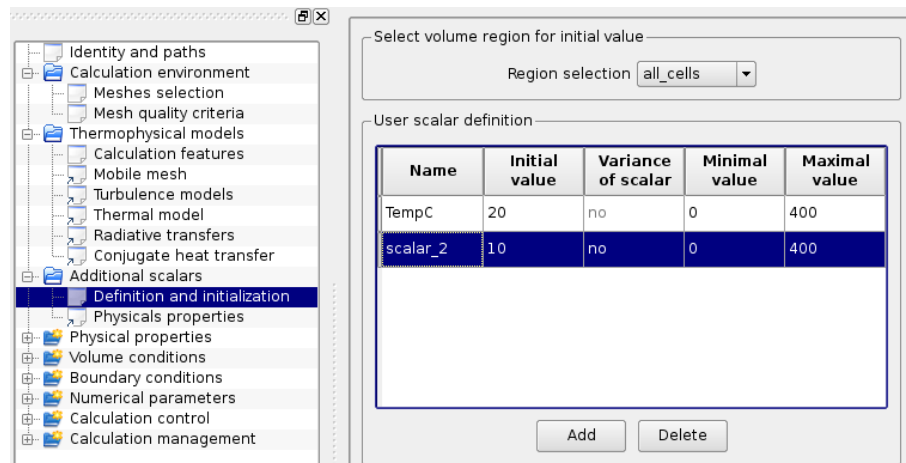 Identity and paths
Calculation environment
Meshes selection
Mesh quality criteria
Thermophysical models
Calculation features
Mobile mesh
Turbulence models
Thermal model
Radiative transfers
Conjugate heat transfer
Additional scalars
Definition and initialization
Physicals properties
Physical properties
Volume conditions
Boundary conditions
Numerical parameters
Calculation control
Calculation management
Select volume region for initial value
Region selection all_cells
User scalar definition
Name Initial value Variance of scalar Minimal value Maximal value
TempC 20 no 0 400
scalar_2 10 no 0 400
Add Delete